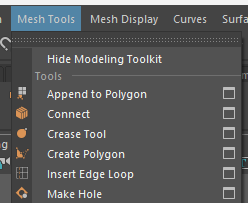 Mesh Tools Mesh Display Curves Surfa
Hide Modeling Toolkit
Tools
Append to Polygon
Connect
Crease Tool
Create Polygon
Insert Edge Loop
Make Hole